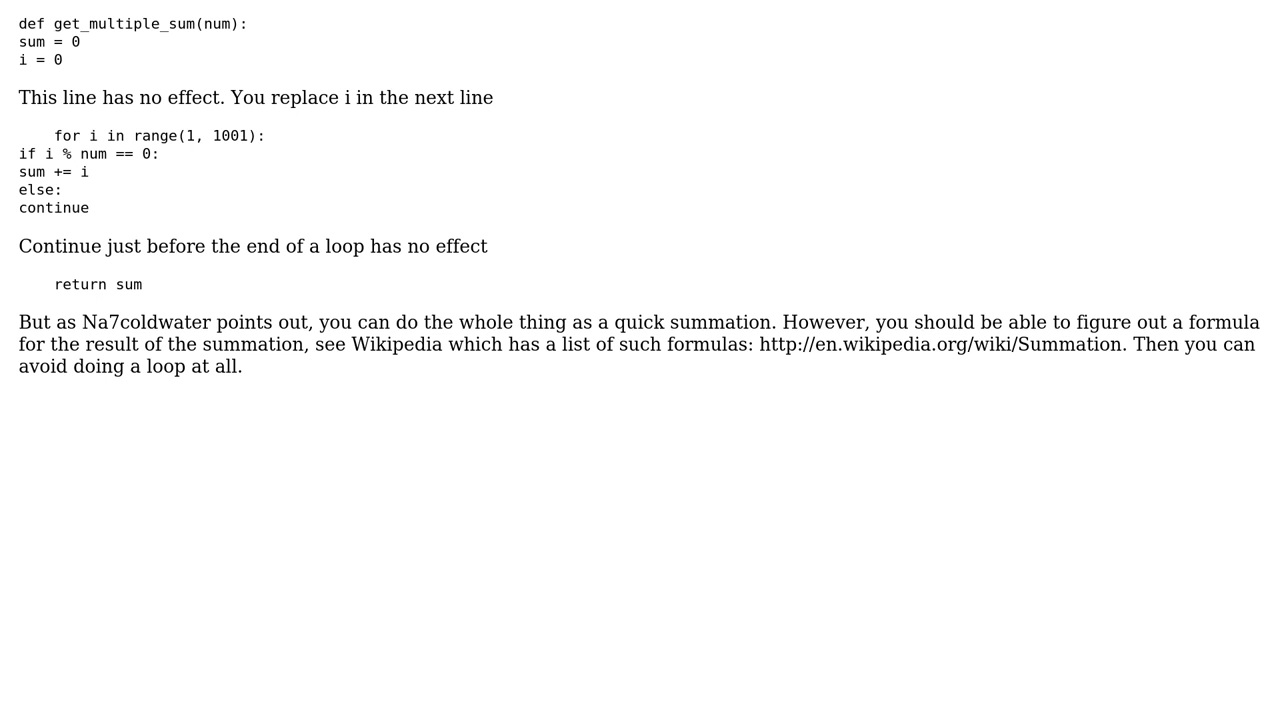 def get_multiple_sum(num):
sum = 0
i = 0
This line has no effect. You replace i in the next line
    for i in range(1, 1001):
if i % num == 0:
sum += i
else:
continue
Continue just before the end of a loop has no effect
    return sum
But as Na7coldwater points out, you can do the whole thing as a quick summation. However, you should be able to figure out a formula
for the result of the summation, see Wikipedia which has a list of such formulas: http://en.wikipedia.org/wiki/Summation. Then you can
avoid doing a loop at all.